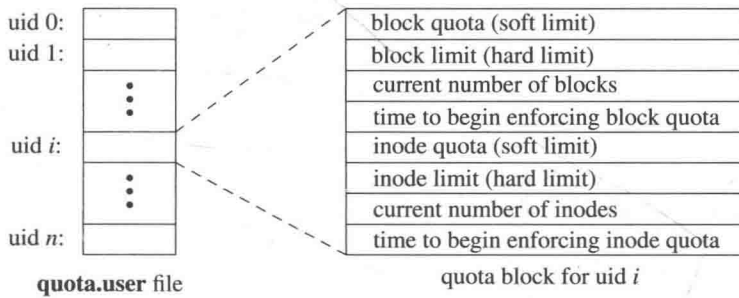 uid 0:
uid 1:
uid i:
uid n:
quota.user file
block quota (soft limit)
block limit (hard limit)
current number of blocks
time to begin enforcing block quota
inode quota (soft limit)
inode limit (hard limit)
current number of inodes
time to begin enforcing inode quota
quota block for uid i